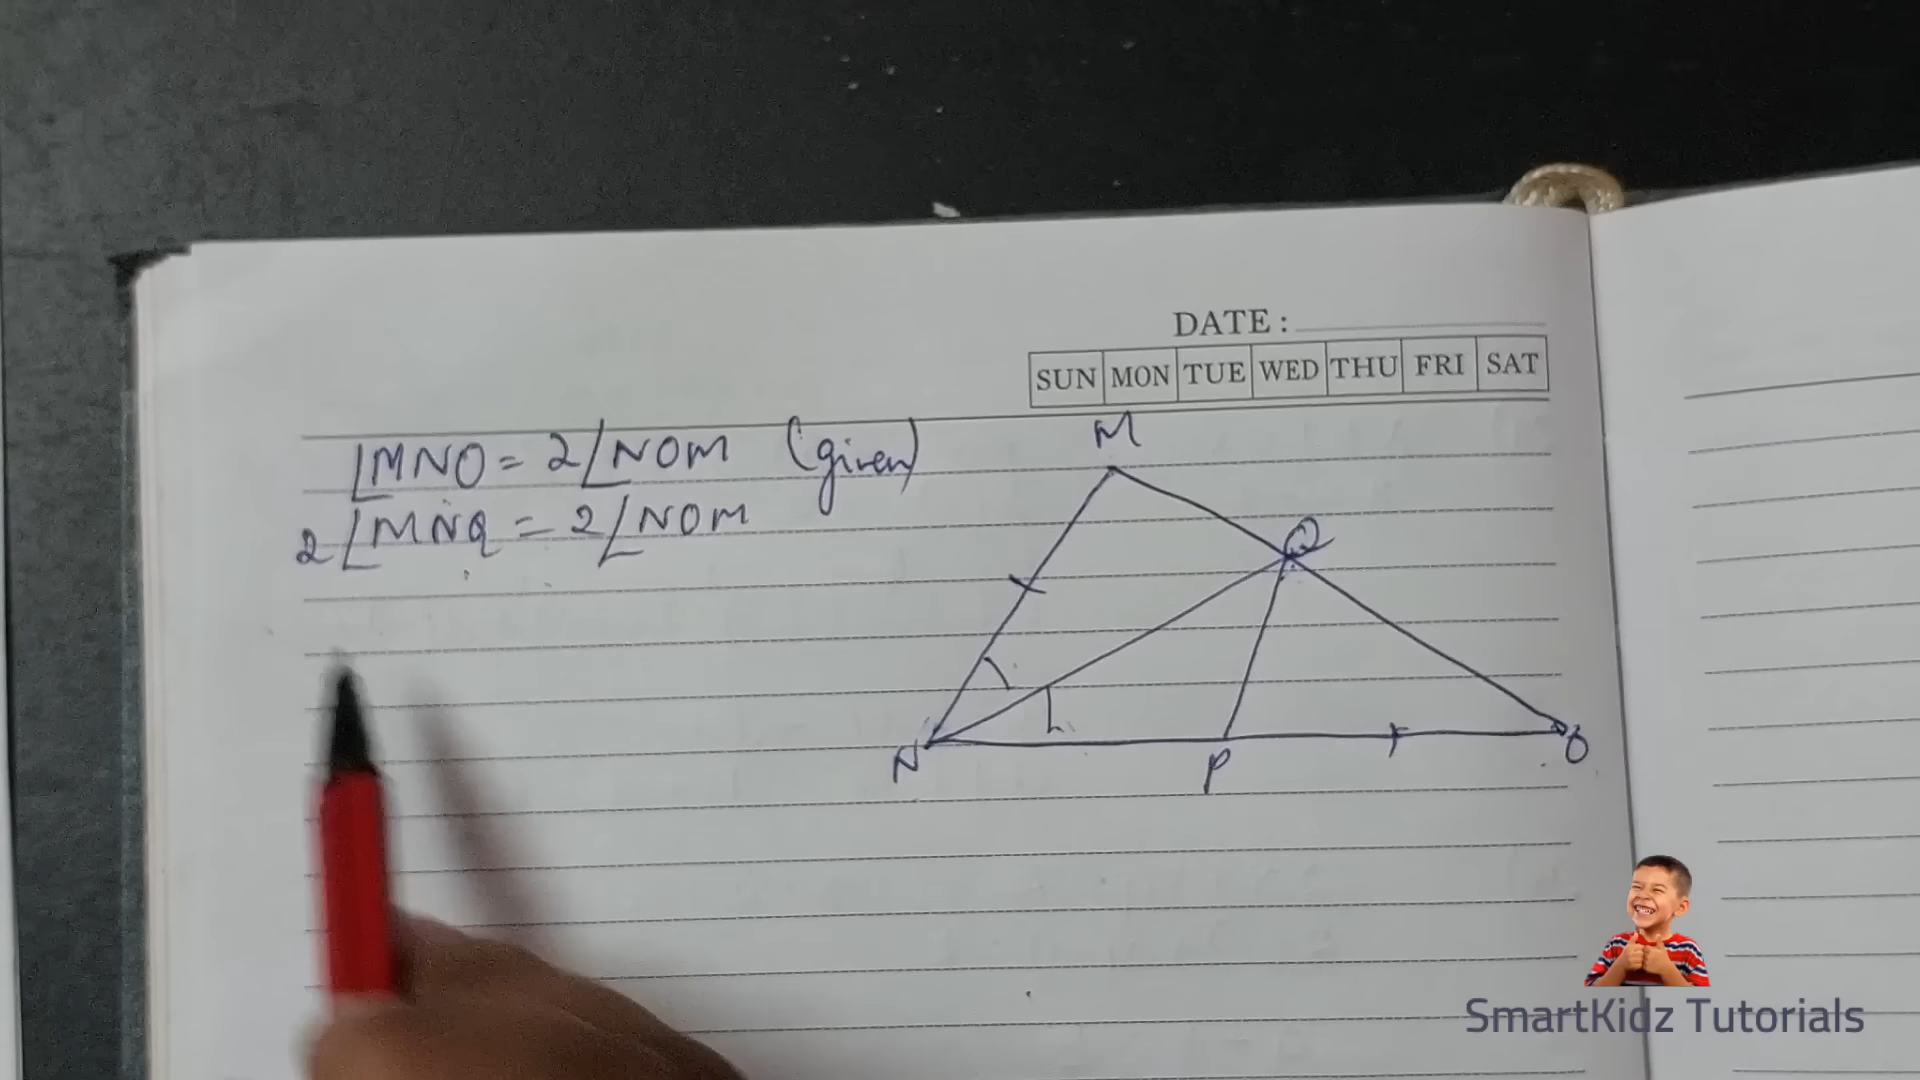 DATE :
SUN MON TUE WED THU FRI SAT
∠MNO = 2∠NOM (given)
2∠MNQ = 2∠NOM
M
Q
N
P
O
SmartKidz Tutorials